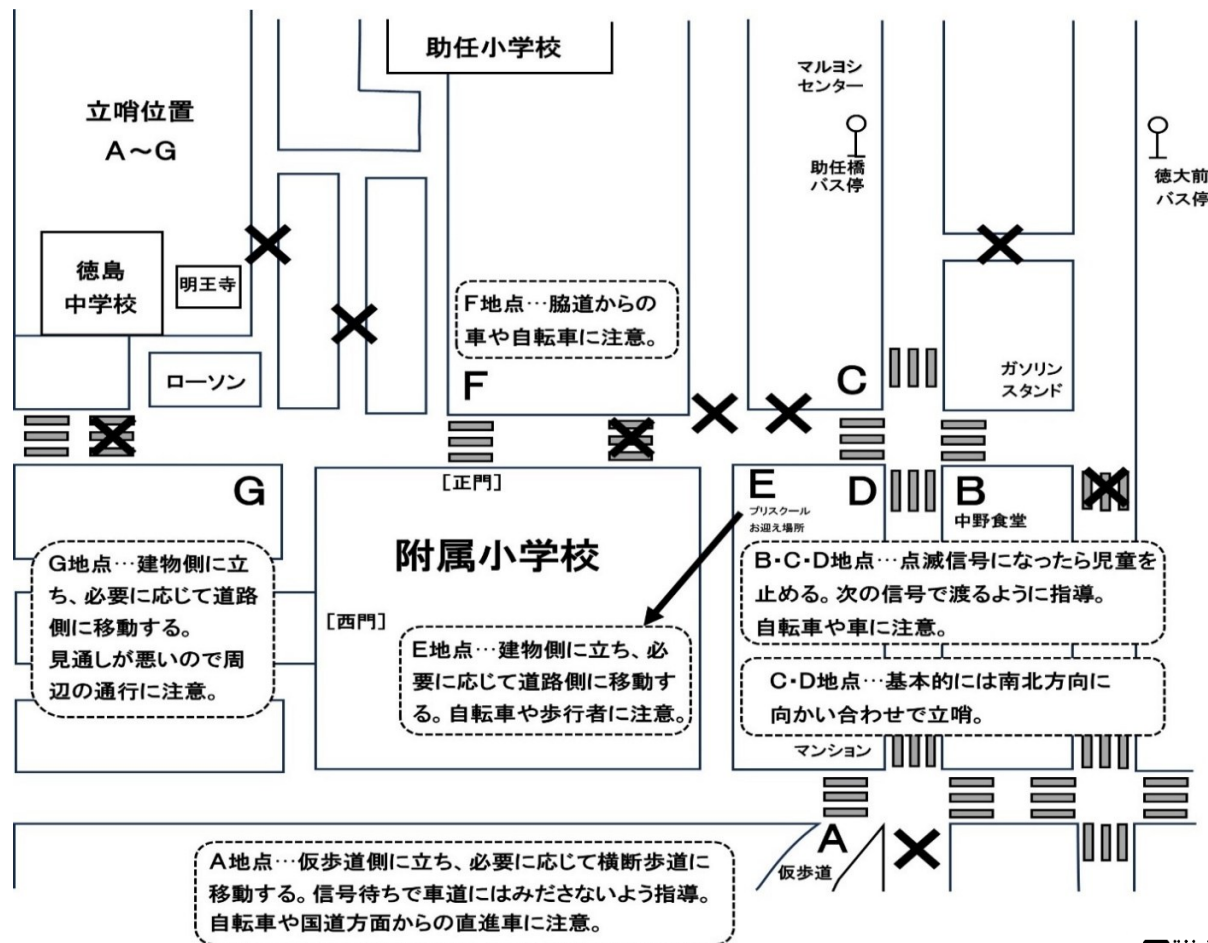 助任小学校
立哨位置
A～G
マルヨシ
センター
助任橋
バス停
徳大前
バス停
徳島
中学校
明王寺
ローソン
F地点…脇道からの
車や自転車に注意。
F
C
ガソリン
スタンド
G
[正門]
E
D
B
プリスクール
お迎え場所
中野食堂
附属小学校
[西門]
G地点…建物側に立
ち、必要に応じて道路
側に移動する。
見通しが悪いので周
辺の通行に注意。
E地点…建物側に立ち、必
要に応じて道路側に移動す
る。自転車や歩行者に注意。
B・C・D地点…点滅信号になったら児童を
止める。次の信号で渡るように指導。
自転車や車に注意。
C・D地点…基本的には南北方向に
向かい合わせで立哨。
マンション
A
仮歩道
A地点…仮歩道側に立ち、必要に応じて横断歩道に
移動する。信号待ちで車道にはみださないよう指導。
自転車や国道方面からの直進車に注意。